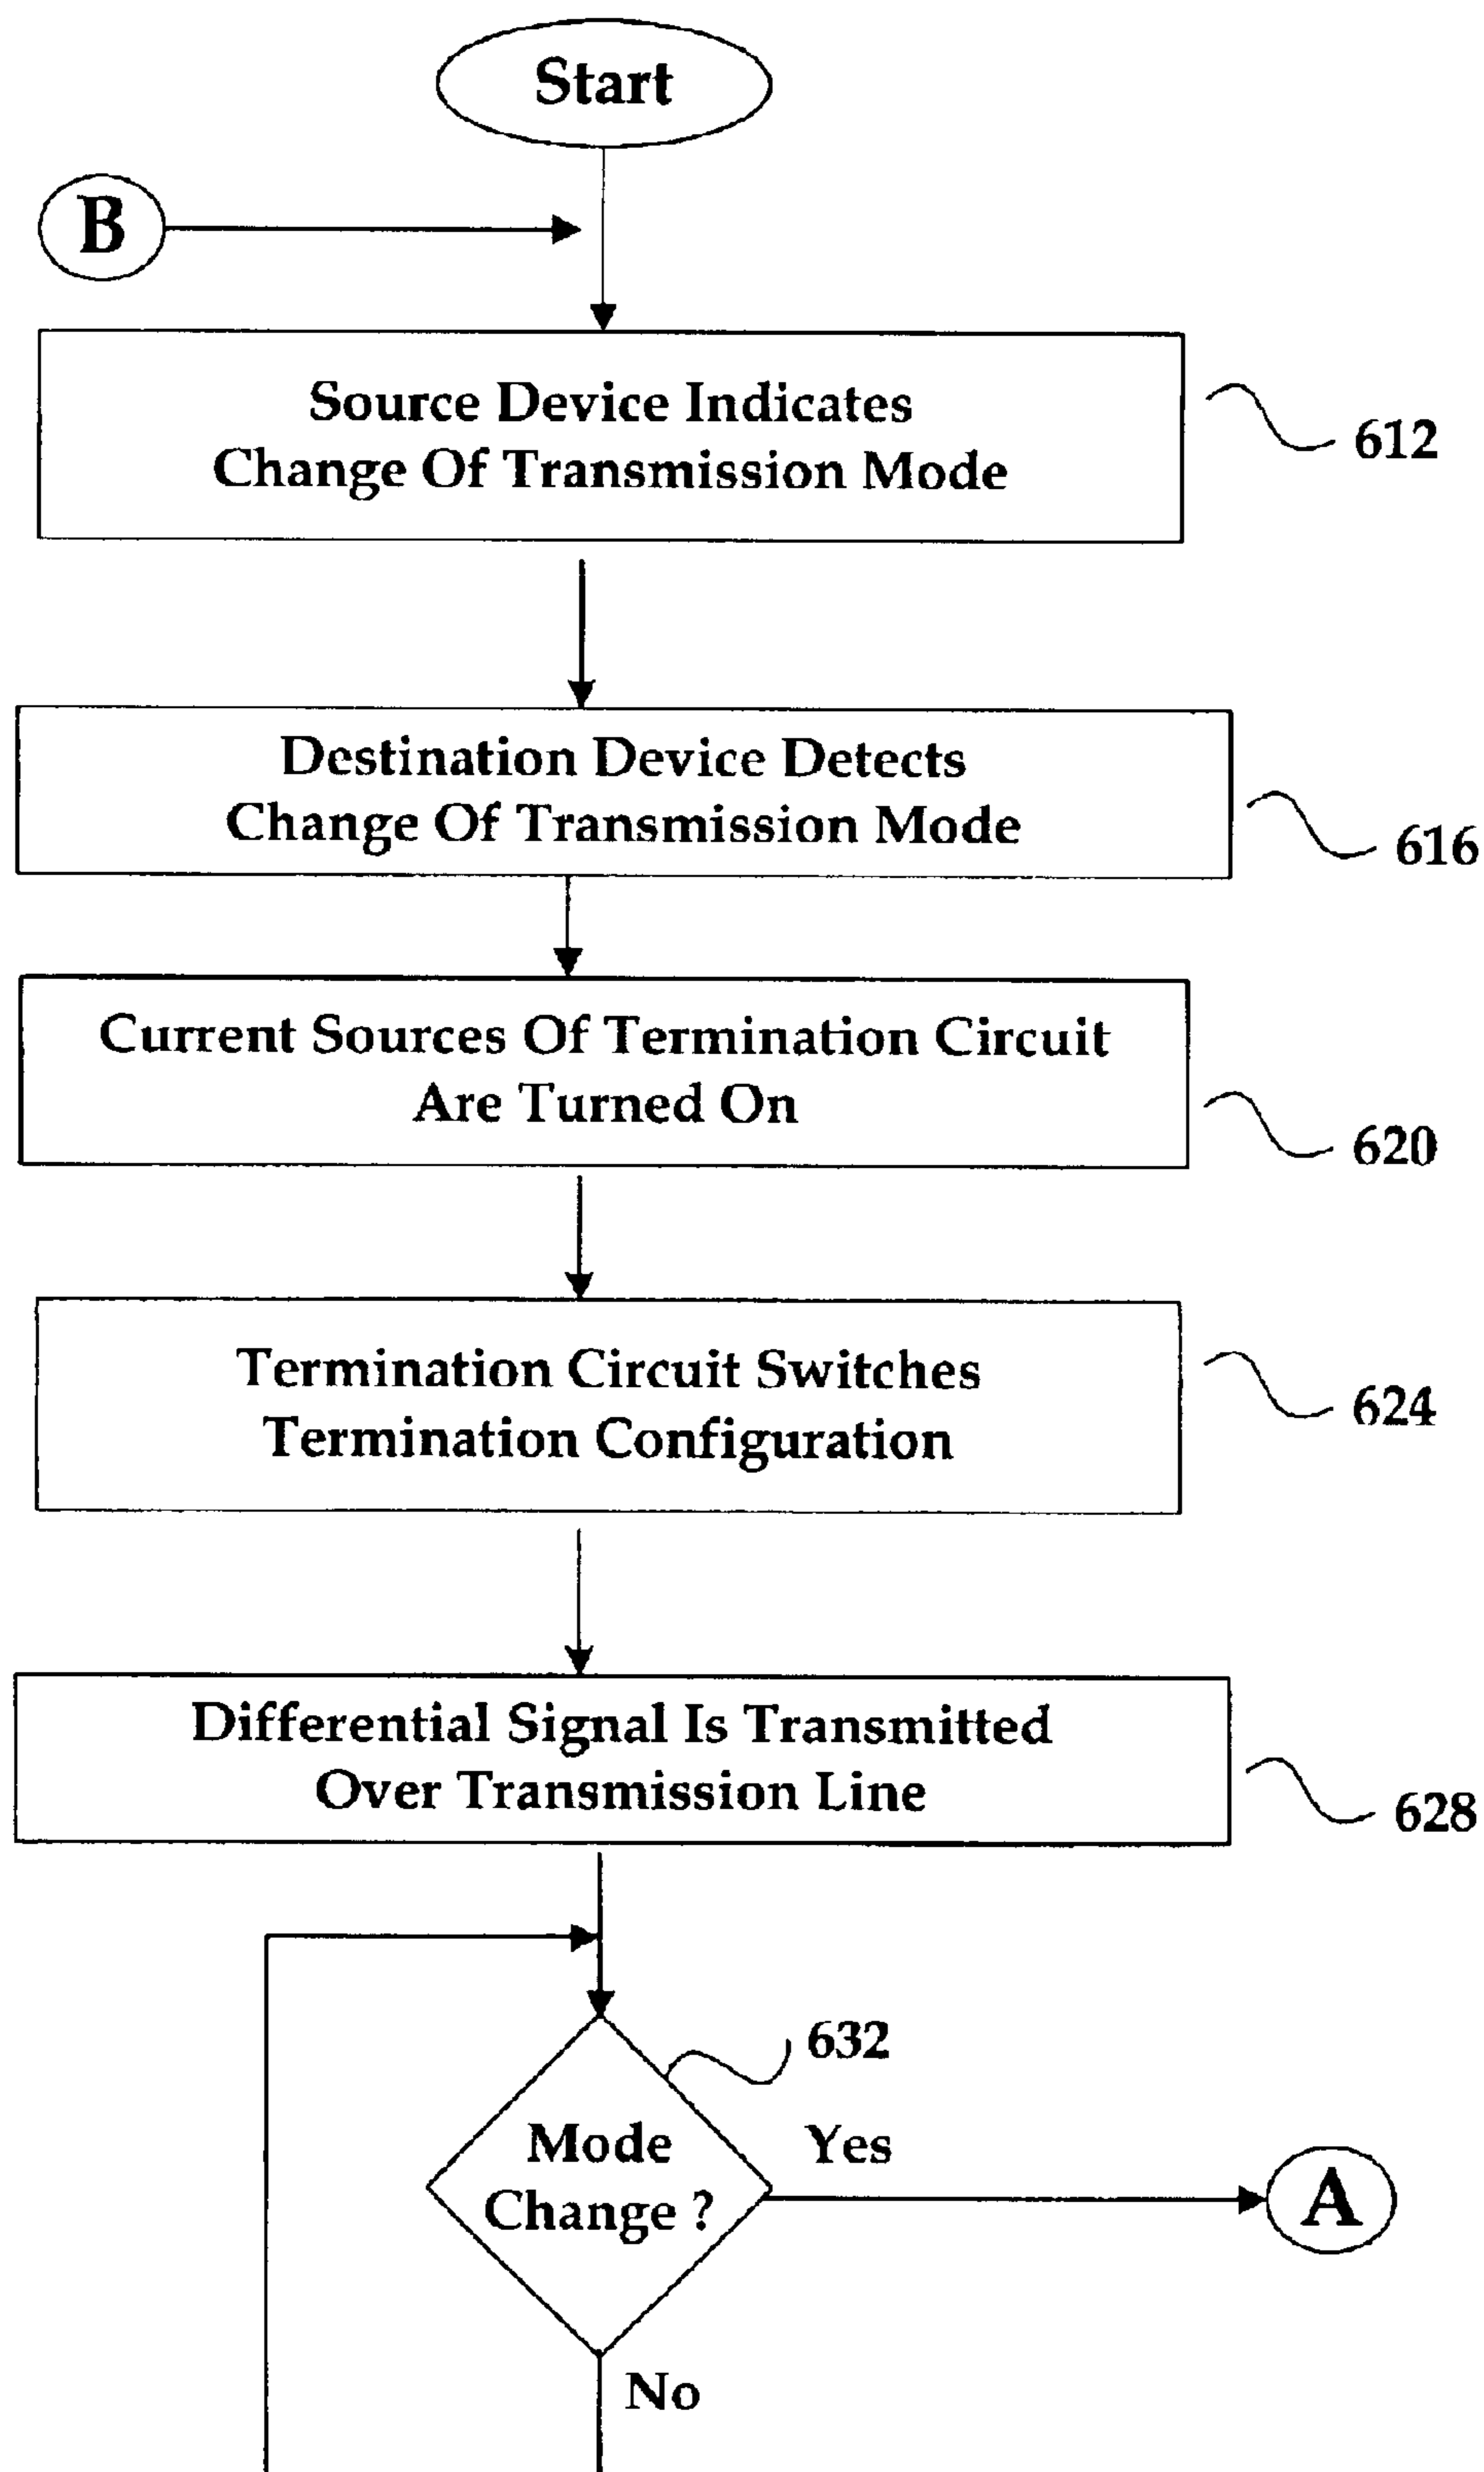 Start
B
Source Device Indicates
Change Of Transmission Mode
612
Destination Device Detects
Change Of Transmission Mode
616
Current Sources Of Termination Circuit
Are Turned On
620
Termination Circuit Switches
Termination Configuration
624
Differential Signal Is Transmitted
Over Transmission Line
628
632
Mode
Change ?
Yes
A
No